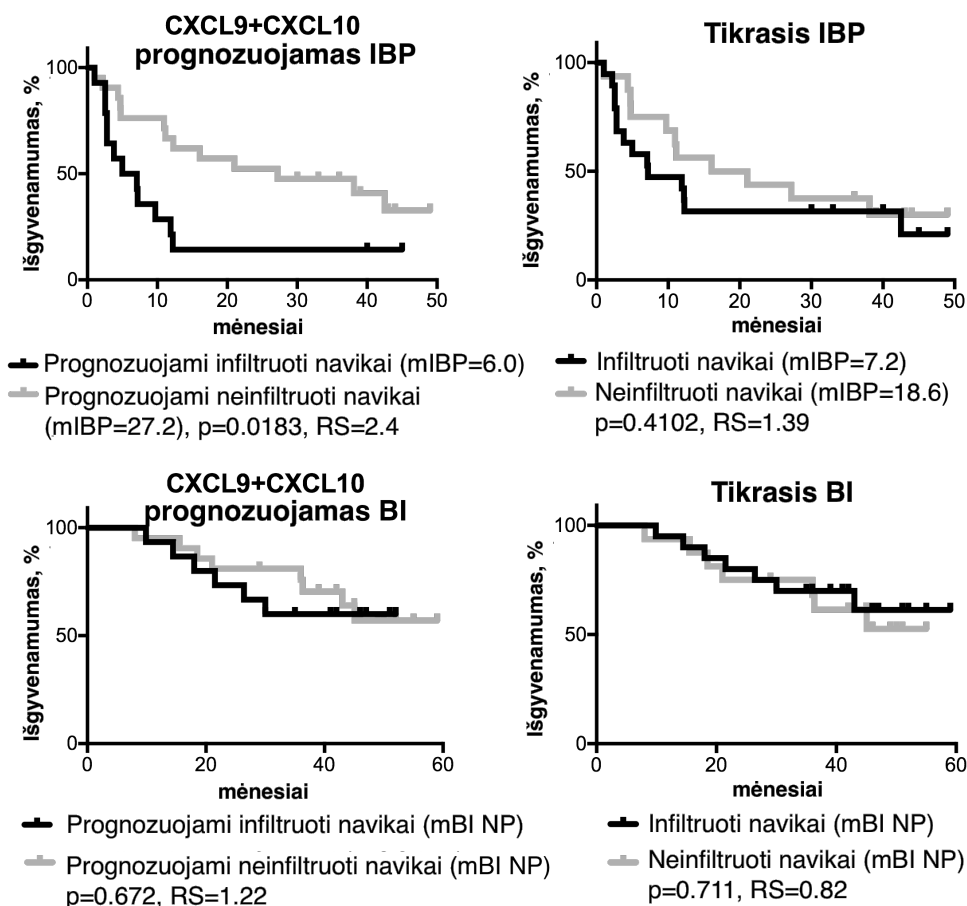 CXCL9+CXCL10
prognozuojamas IBP
Išgyvenamumas, %
100
50
0
0 10 20 30 40 50
mėnesiai
Prognozuojami infiltruoti navikai (mIBP=6.0)
Prognozuojami neinfiltruoti navikai
(mIBP=27.2), p=0.0183, RS=2.4
Tikrasis IBP
Išgyvenamumas, %
100
50
0
0 10 20 30 40 50
mėnesiai
Infiltruoti navikai (mIBP=7.2)
Neinfiltruoti navikai (mIBP=18.6)
p=0.4102, RS=1.39
CXCL9+CXCL10
prognozuojamas BI
Išgyvenamumas, %
100
50
0
0 20 40 60
mėnesiai
Prognozuojami infiltruoti navikai (mBI NP)
Prognozuojami neinfiltruoti navikai (mBI NP)
p=0.672, RS=1.22
Tikrasis BI
Išgyvenamumas, %
100
50
0
0 20 40 60
mėnesiai
Infiltruoti navikai (mBI NP)
Neinfiltruoti navikai (mBI NP)
p=0.711, RS=0.82